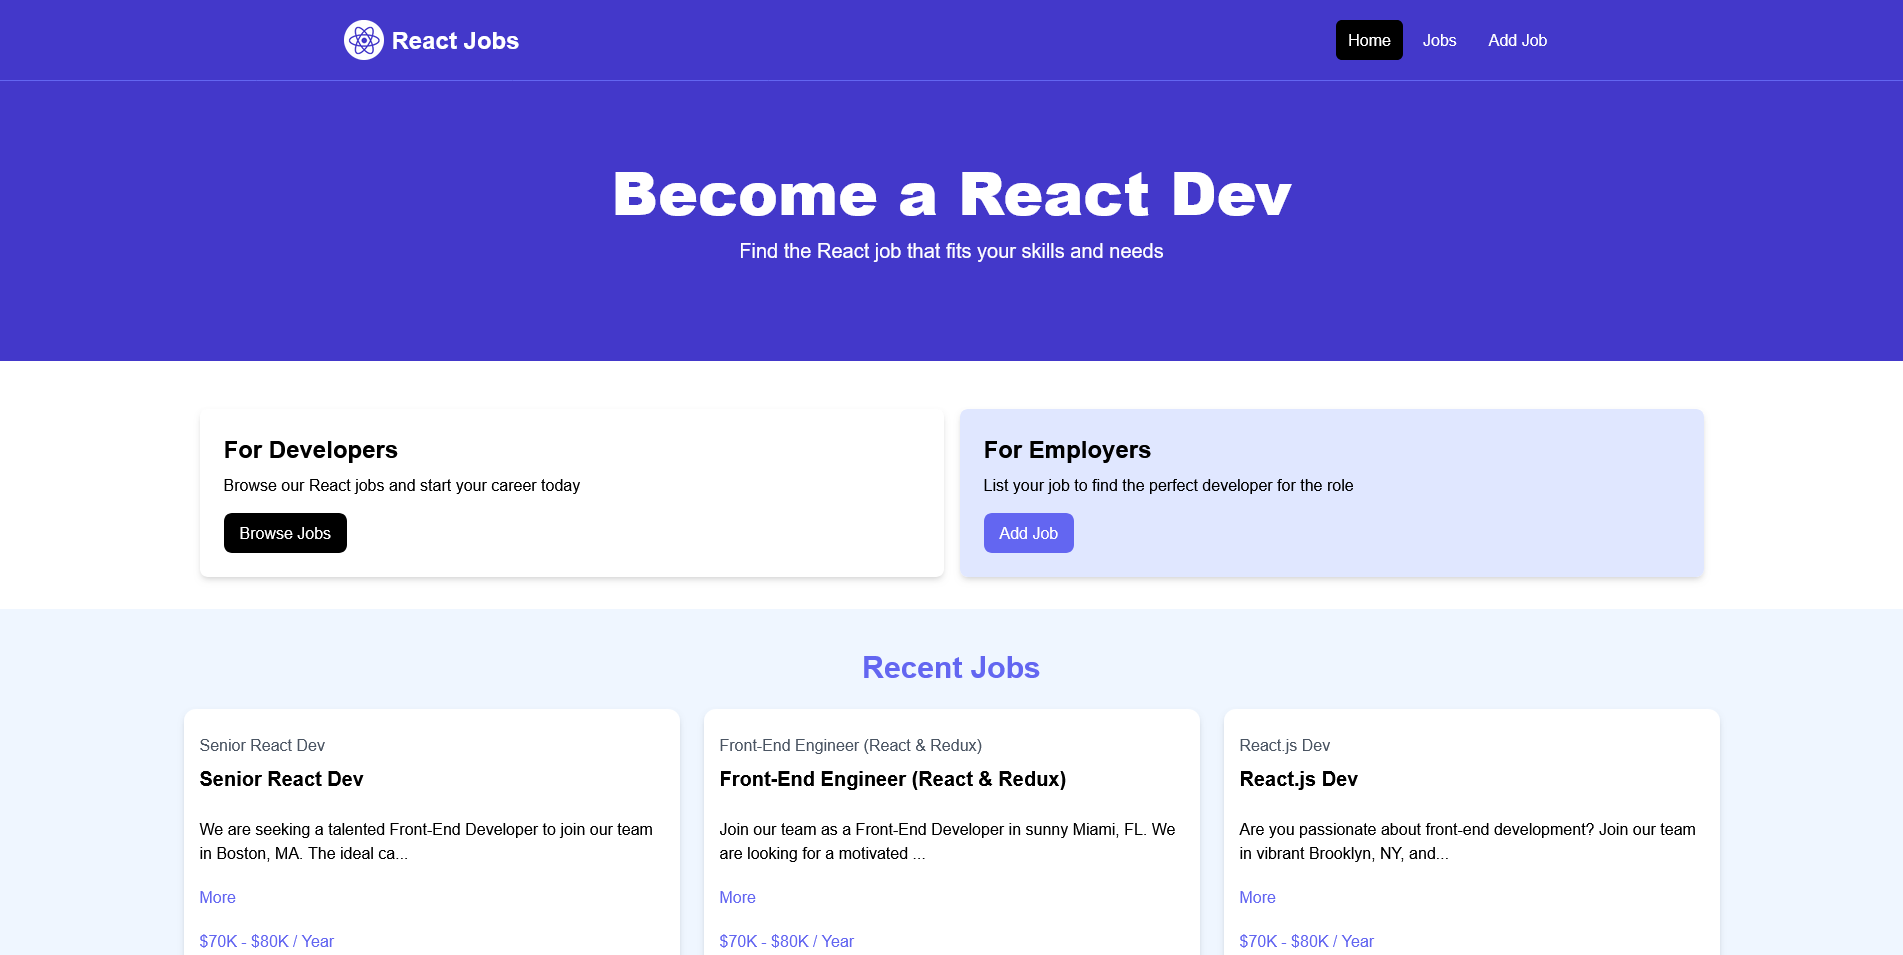 React Jobs
Home
Jobs
Add Job
Become a React Dev
Find the React job that fits your skills and needs
For Developers
Browse our React jobs and start your career today
Browse Jobs
For Employers
List your job to find the perfect developer for the role
Add Job
Recent Jobs
Senior React Dev
Senior React Dev
We are seeking a talented Front-End Developer to join our team
in Boston, MA. The ideal ca...
More
$70K - $80K / Year
Front-End Engineer (React & Redux)
Front-End Engineer (React & Redux)
Join our team as a Front-End Developer in sunny Miami, FL. We
are looking for a motivated ...
More
$70K - $80K / Year
React.js Dev
React.js Dev
Are you passionate about front-end development? Join our team
in vibrant Brooklyn, NY, and...
More
$70K - $80K / Year